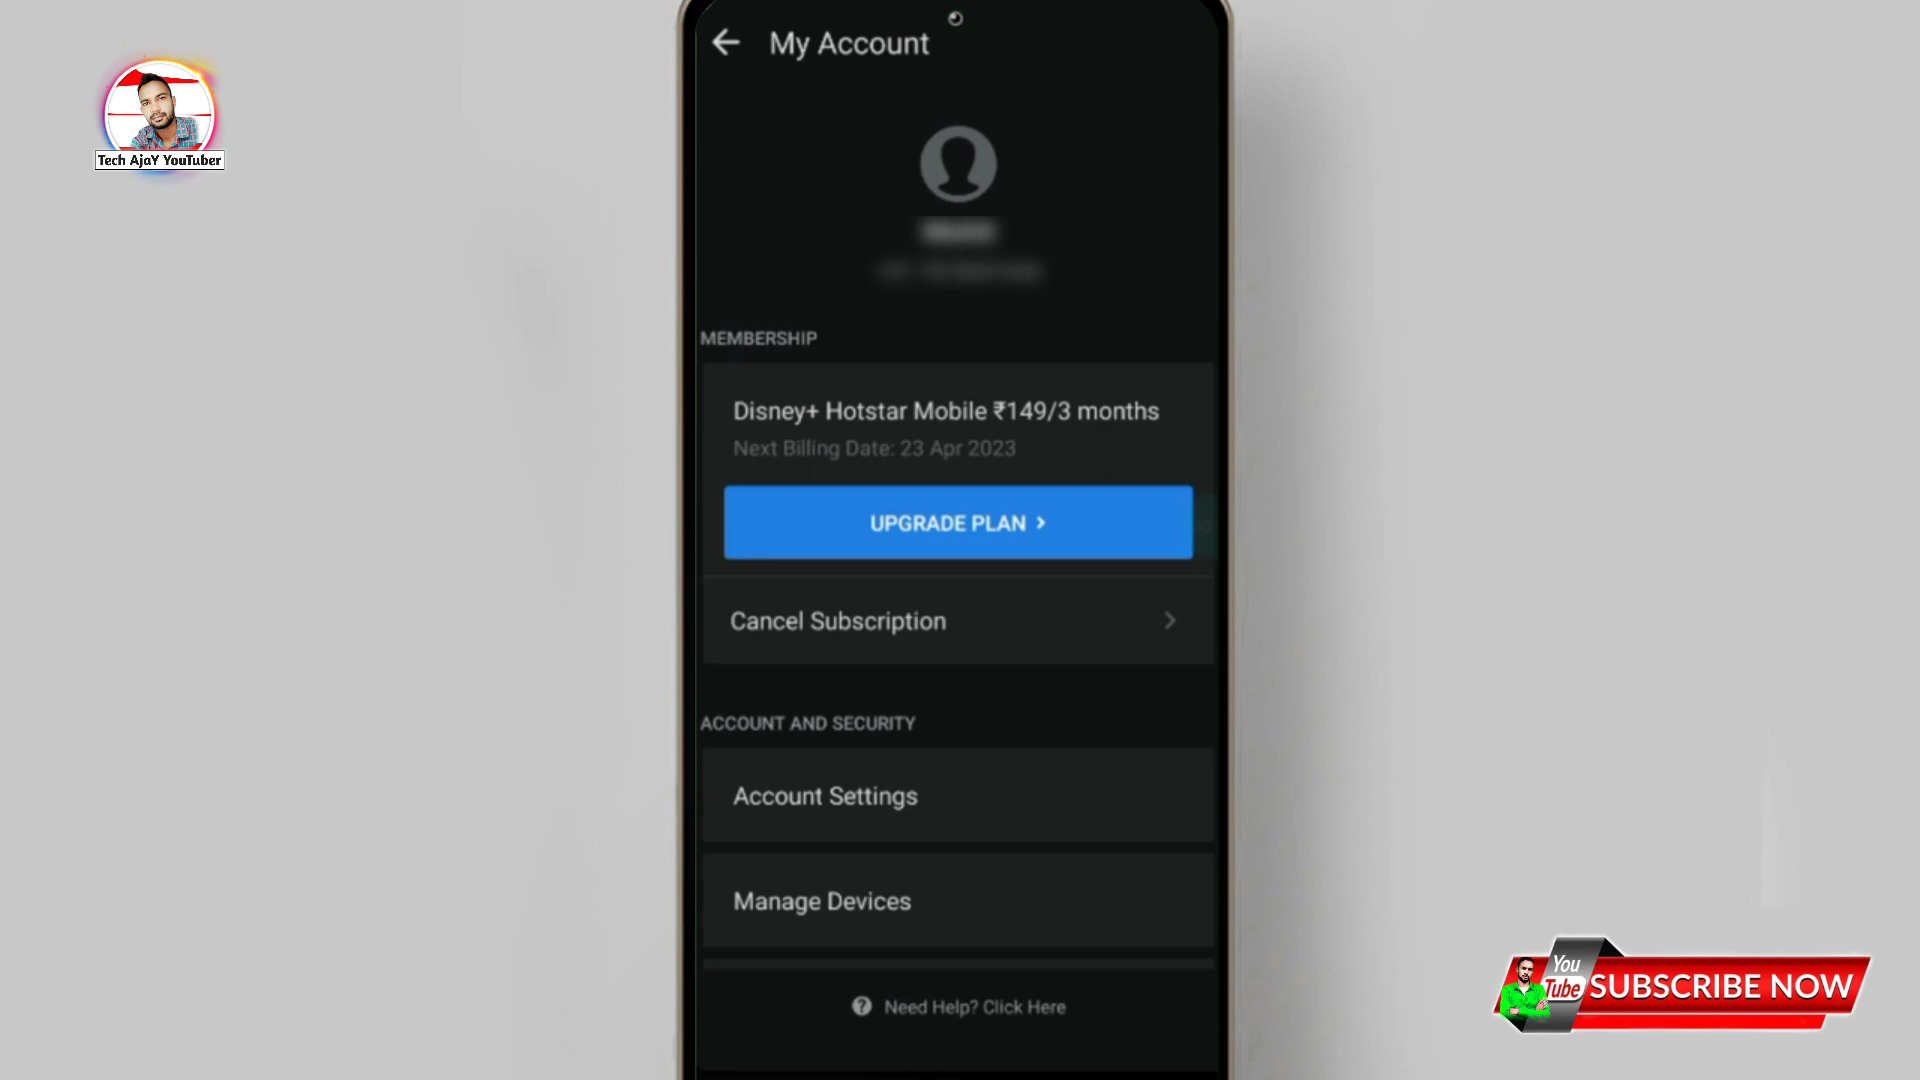 My Account
Tech AjaY YouTuber
MEMBERSHIP
Disney+ Hotstar Mobile ₹149/3 months
Next Billing Date: 23 Apr 2023
UPGRADE PLAN
Cancel Subscription
ACCOUNT AND SECURITY
Account Settings
Manage Devices
You
Tube
SUBSCRIBE NOW
? Need Help? Click Here